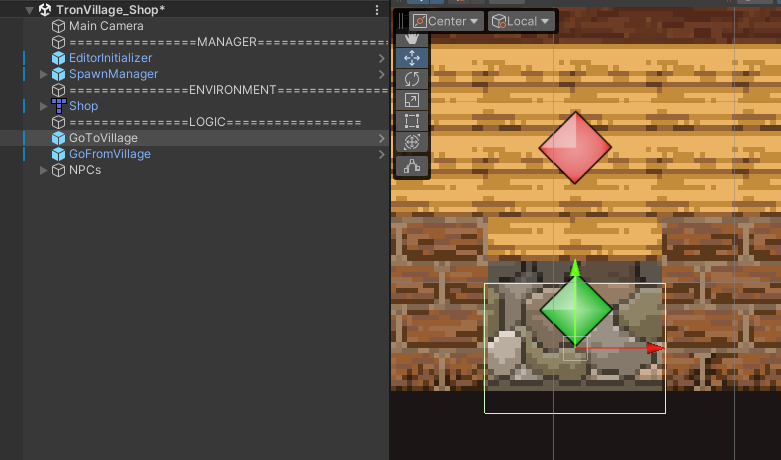 TronVillage_Shop*
Main Camera
================MANAGER================
EditorInitializer
SpawnManager
===============ENVIRONMENT==============
Shop
===============LOGIC=================
GoToVillage
GoFromVillage
NPCs
Center
Local